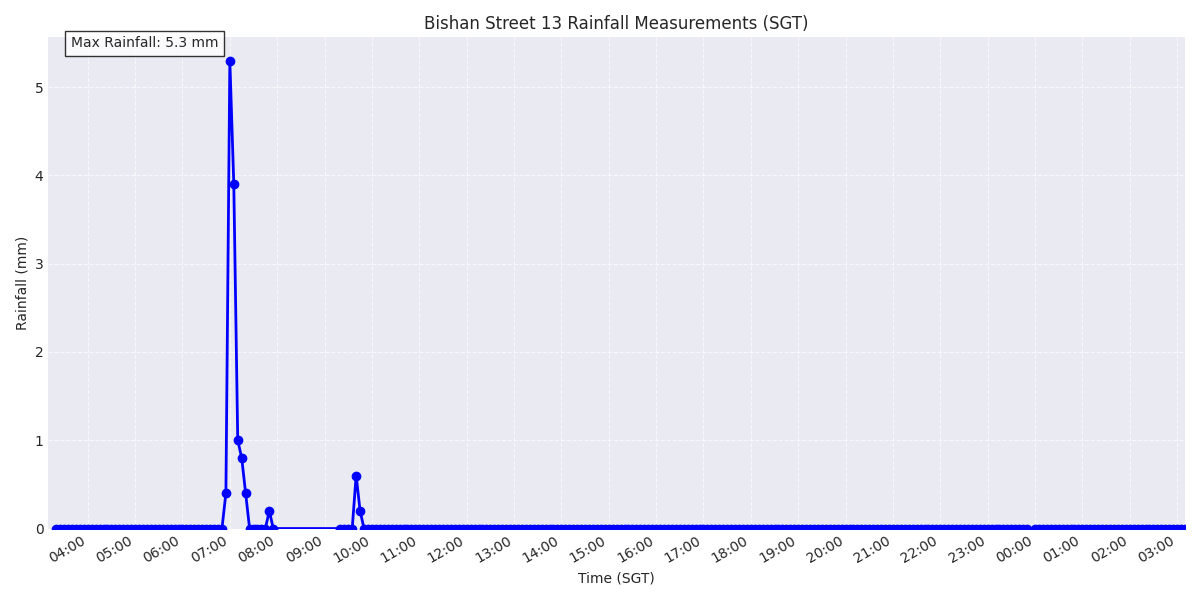 Bishan Street 13 Rainfall Measurements (SGT)
Max Rainfall: 5.3 mm
5
4
3
2
1
0
Rainfall (mm)
04:00 05:00 06:00 07:00 08:00 09:00 10:00 11:00 12:00 13:00 14:00 15:00 16:00 17:00 18:00 19:00 20:00 21:00 22:00 23:00 00:00 01:00 02:00 03:00
Time (SGT)